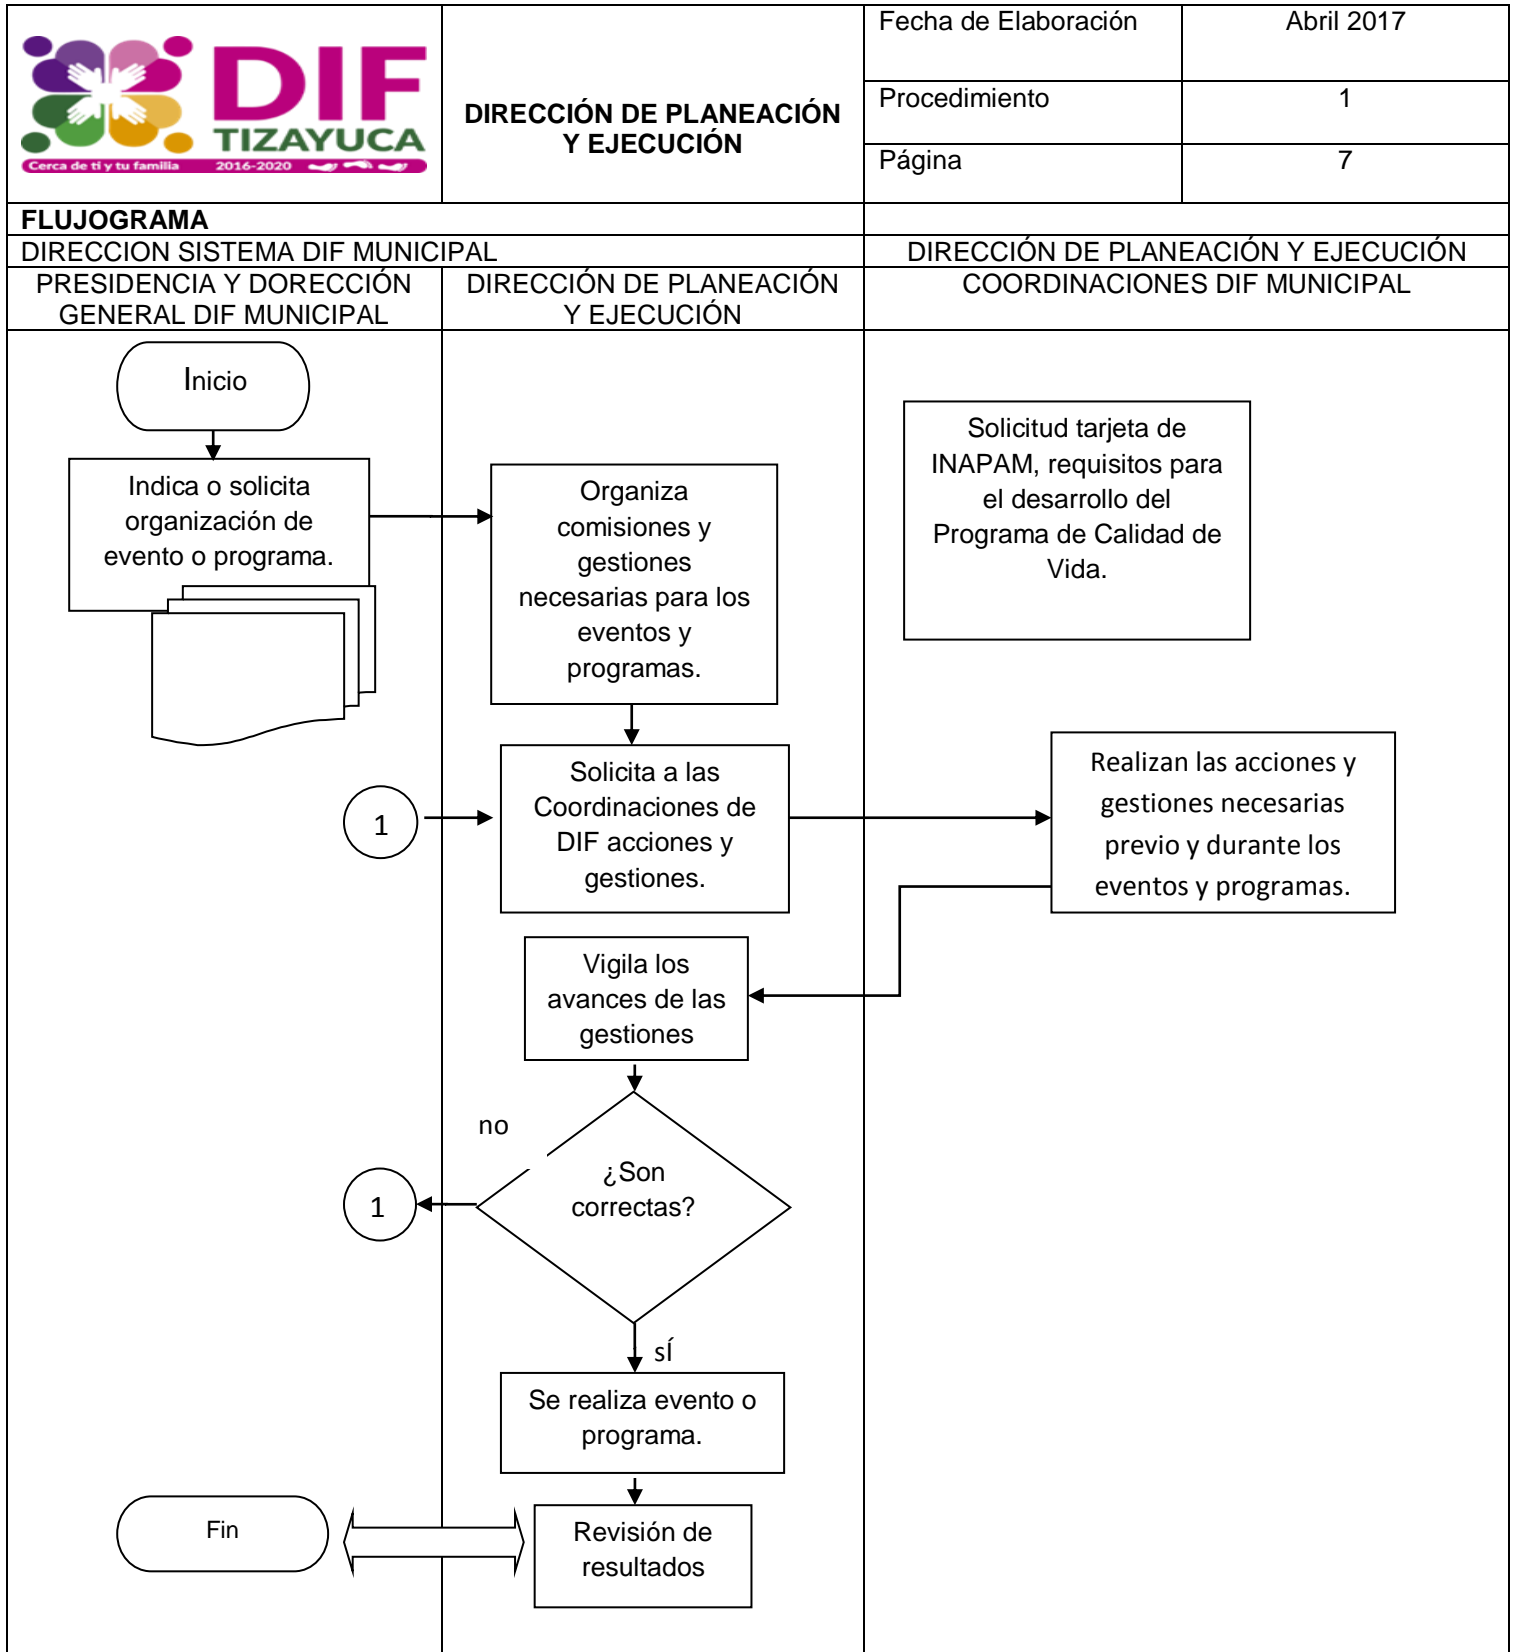 DIF
TIZAYUCA
Cerca de ti y tu familia 2016-2020
DIRECCIÓN DE PLANEACIÓN
Y EJECUCIÓN
Fecha de Elaboración
Abril 2017
Procedimiento
1
Página
7
FLUJOGRAMA
DIRECCION SISTEMA DIF MUNICIPAL
DIRECCIÓN DE PLANEACIÓN Y EJECUCIÓN
PRESIDENCIA Y DORECCIÓN
GENERAL DIF MUNICIPAL
DIRECCIÓN DE PLANEACIÓN
Y EJECUCIÓN
COORDINACIONES DIF MUNICIPAL
Inicio
Indica o solicita
organización de
evento o programa.
Organiza
comisiones y
gestiones
necesarias para los
eventos y
programas.
Solicitud tarjeta de
INAPAM, requisitos para
el desarrollo del
Programa de Calidad de
Vida.
1
Solicita a las
Coordinaciones de
DIF acciones y
gestiones.
Realizan las acciones y
gestiones necesarias
previo y durante los
eventos y programas.
Vigila los
avances de las
gestiones
no
¿Son
correctas?
1
sÍ
Se realiza evento o
programa.
Fin
Revisión de
resultados